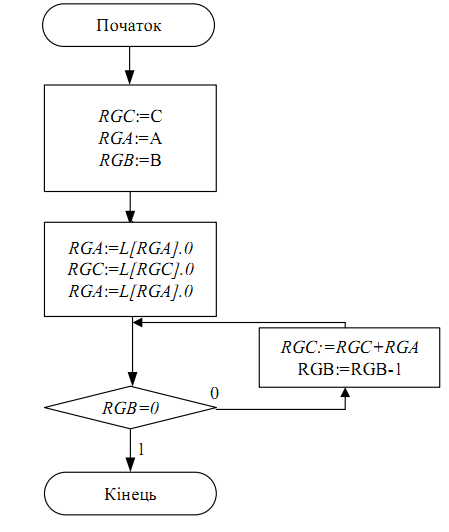 Початок
RGC:=C
RGA:=A
RGB:=B
RGA:=L[RGA].0
RGC:=L[RGC].0
RGA:=L[RGA].0
RGC:=RGC+RGA
RGB:=RGB-1
0
RGB=0
1
Кінець